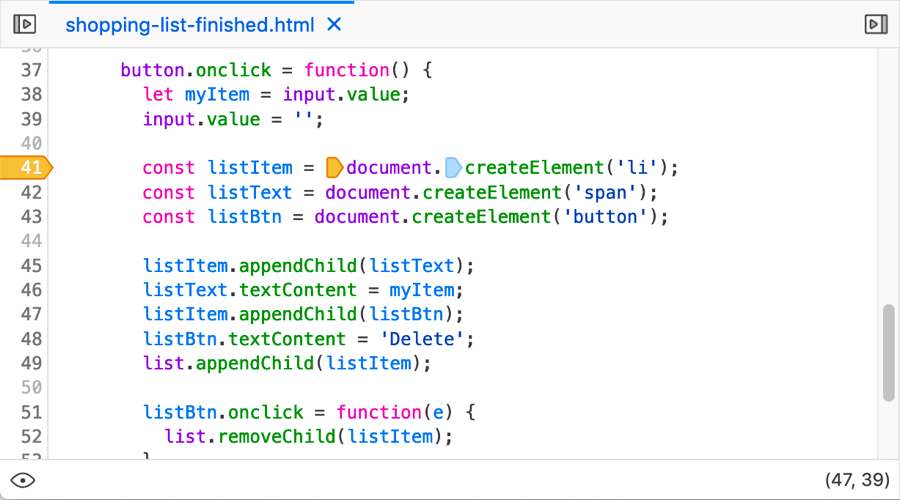 shopping-list-finished.html
37 button.onclick = function() {
38 let myItem = input.value;
39 input.value = '';
40
41 const listItem = document.createElement('li');
42 const listText = document.createElement('span');
43 const listBtn = document.createElement('button');
44
45 listItem.appendChild(listText);
46 listText.textContent = myItem;
47 listItem.appendChild(listBtn);
48 listBtn.textContent = 'Delete';
49 list.appendChild(listItem);
50
51 listBtn.onclick = function(e) {
52 list.removeChild(listItem);
(47, 39)